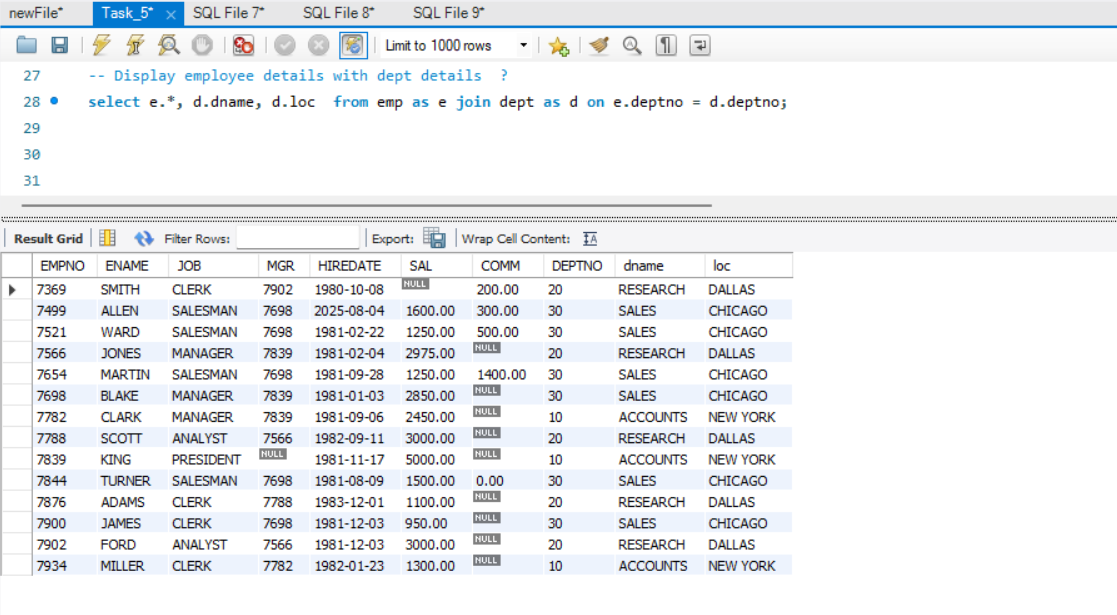 newFile* Task_5* × SQL File 7* SQL File 8* SQL File 9*
Limit to 1000 rows
27 -- Display employee details with dept details ?
28 select e.*, d.dname, d.loc from emp as e join dept as d on e.deptno = d.deptno;
29
30
31
Result Grid Filter Rows: Export: Wrap Cell Content: IA
EMPNO ENAME JOB MGR HIREDATE SAL COMM DEPTNO dname loc
7369 SMITH CLERK 7902 1980-10-08 NULL 200.00 20 RESEARCH DALLAS
7499 ALLEN SALESMAN 7698 2025-08-04 1600.00 300.00 30 SALES CHICAGO
7521 WARD SALESMAN 7698 1981-02-22 1250.00 500.00 30 SALES CHICAGO
7566 JONES MANAGER 7839 1981-02-04 2975.00 NULL 20 RESEARCH DALLAS
7654 MARTIN SALESMAN 7698 1981-09-28 1250.00 1400.00 30 SALES CHICAGO
7698 BLAKE MANAGER 7839 1981-01-03 2850.00 NULL 30 SALES CHICAGO
7782 CLARK MANAGER 7839 1981-09-06 2450.00 NULL 10 ACCOUNTS NEW YORK
7788 SCOTT ANALYST 7566 1982-09-11 3000.00 NULL 20 RESEARCH DALLAS
7839 KING PRESIDENT NULL 1981-11-17 5000.00 NULL 10 ACCOUNTS NEW YORK
7844 TURNER SALESMAN 7698 1981-08-09 1500.00 0.00 30 SALES CHICAGO
7876 ADAMS CLERK 7788 1983-12-01 1100.00 NULL 20 RESEARCH DALLAS
7900 JAMES CLERK 7698 1981-12-03 950.00 NULL 30 SALES CHICAGO
7902 FORD ANALYST 7566 1981-12-03 3000.00 NULL 20 RESEARCH DALLAS
7934 MILLER CLERK 7782 1982-01-23 1300.00 NULL 10 ACCOUNTS NEW YORK